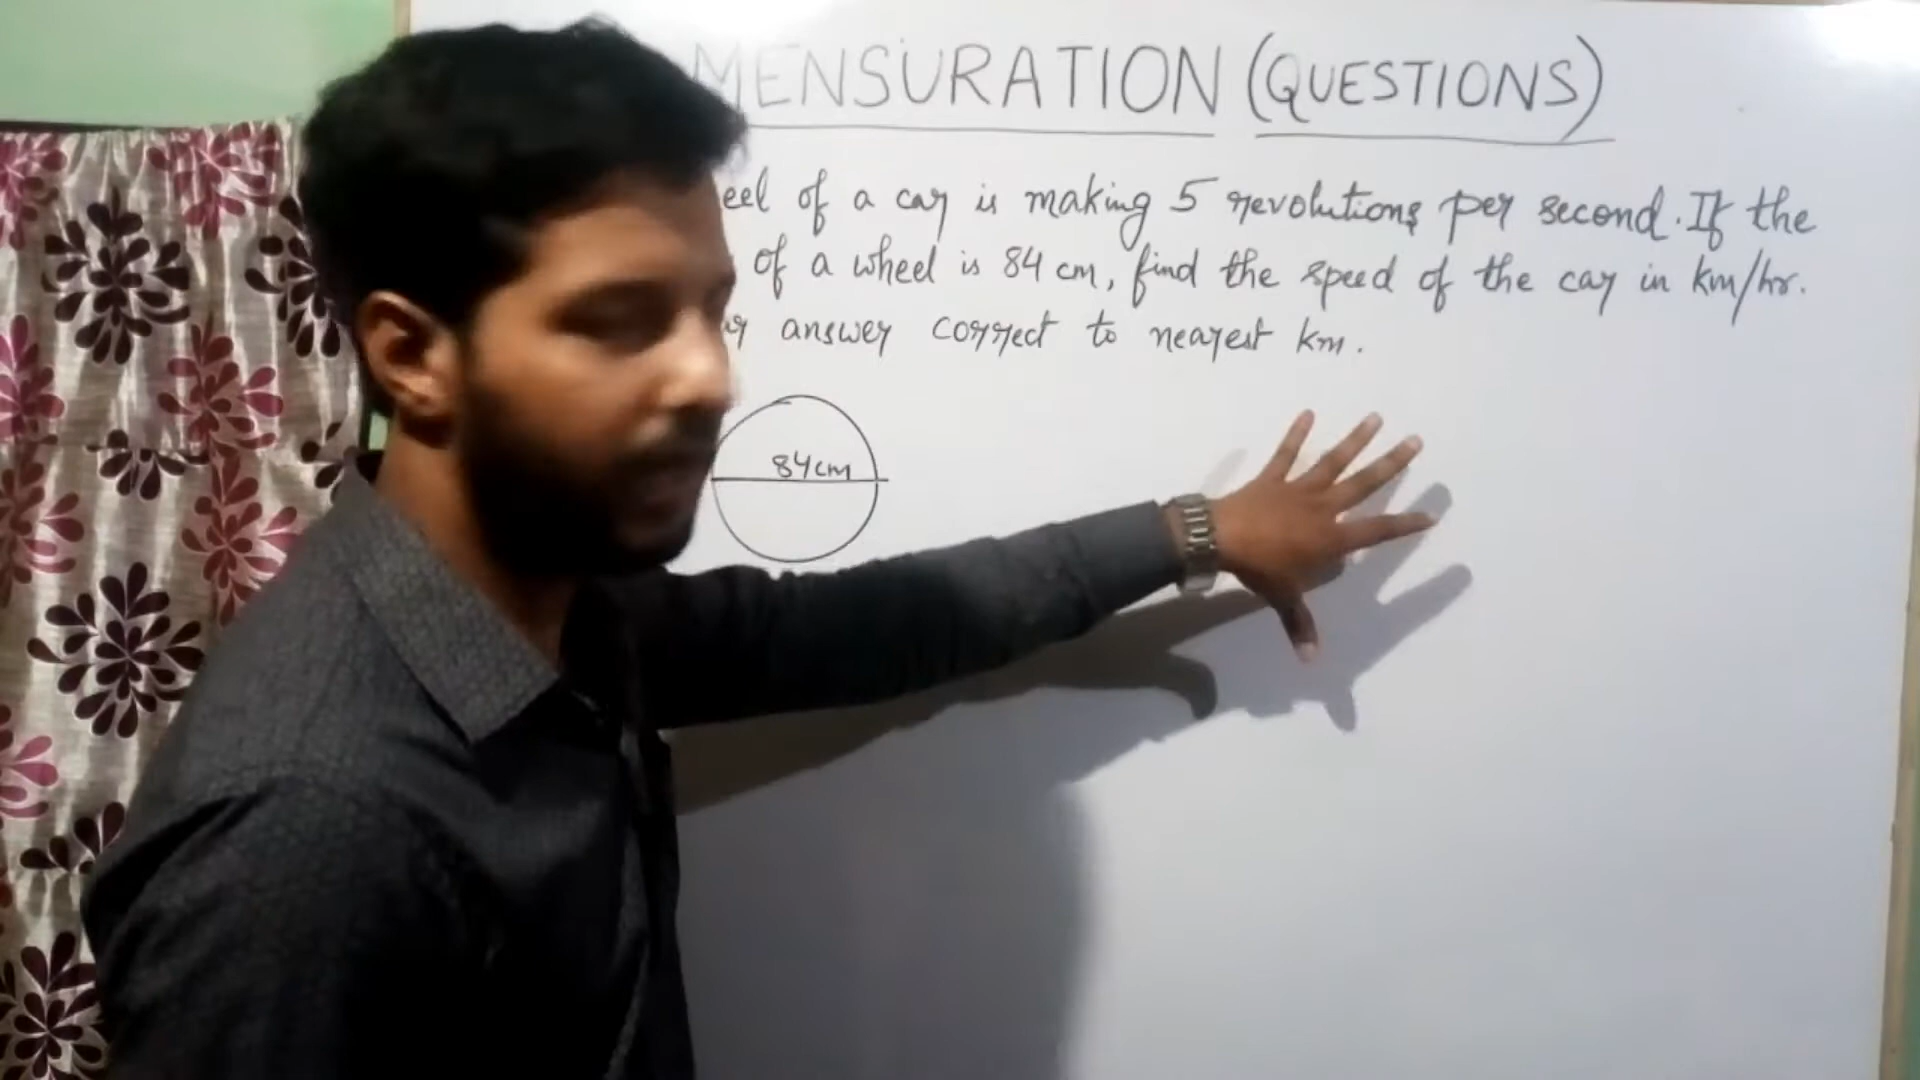 MENSURATION (QUESTIONS)
of a car is making 5 revolutions per second. If the
of a wheel is 84 cm, find the speed of the car in km/hr.
answer correct to nearest km.
84cm